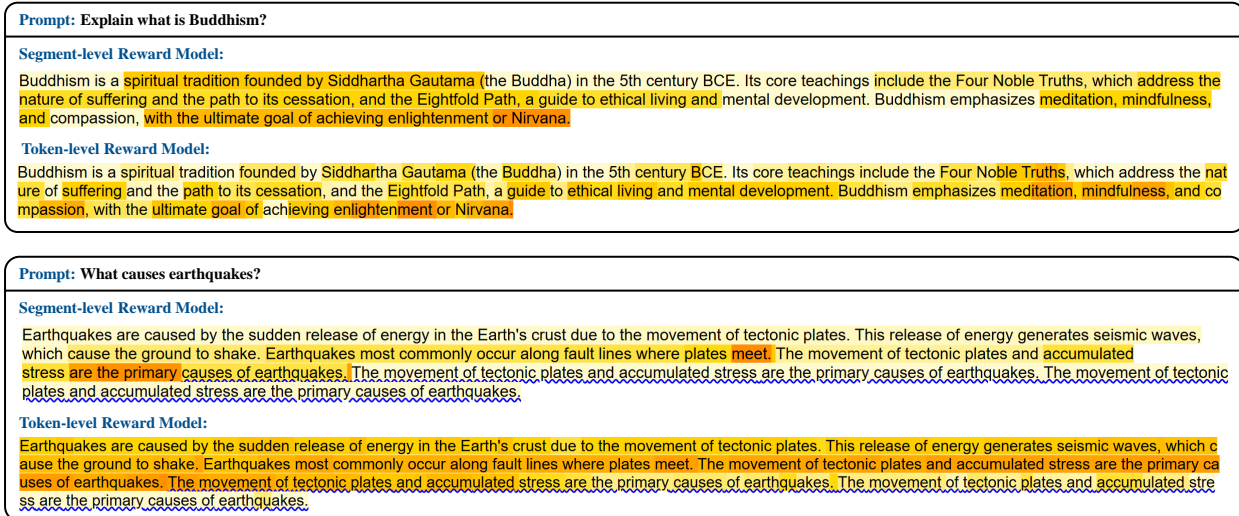 Prompt: Explain what is Buddhism?
Segment-level Reward Model:
Buddhism is a spiritual tradition founded by Siddhartha Gautama (the Buddha) in the 5th century BCE. Its core teachings include the Four Noble Truths, which address the
nature of suffering and the path to its cessation, and the Eightfold Path, a guide to ethical living and mental development. Buddhism emphasizes meditation, mindfulness,
and compassion, with the ultimate goal of achieving enlightenment or Nirvana.
Token-level Reward Model:
Buddhism is a spiritual tradition founded by Siddhartha Gautama (the Buddha) in the 5th century BCE. Its core teachings include the Four Noble Truths, which address the nat
ure of suffering and the path to its cessation, and the Eightfold Path, a guide to ethical living and mental development. Buddhism emphasizes meditation, mindfulness, and co
mpassion, with the ultimate goal of achieving enlightenment or Nirvana.
Prompt: What causes earthquakes?
Segment-level Reward Model:
Earthquakes are caused by the sudden release of energy in the Earth's crust due to the movement of tectonic plates. This release of energy generates seismic waves,
which cause the ground to shake. Earthquakes most commonly occur along fault lines where plates meet. The movement of tectonic plates and accumulated
stress are the primary causes of earthquakes. The movement of tectonic plates and accumulated stress are the primary causes of earthquakes. The movement of tectonic
plates and accumulated stress are the primary causes of earthquakes.
Token-level Reward Model:
Earthquakes are caused by the sudden release of energy in the Earth's crust due to the movement of tectonic plates. This release of energy generates seismic waves, which c
ause the ground to shake. Earthquakes most commonly occur along fault lines where plates meet. The movement of tectonic plates and accumulated stress are the primary ca
uses of earthquakes. The movement of tectonic plates and accumulated stress are the primary causes of earthquakes. The movement of tectonic plates and accumulated stre
ss are the primary causes of earthquakes.